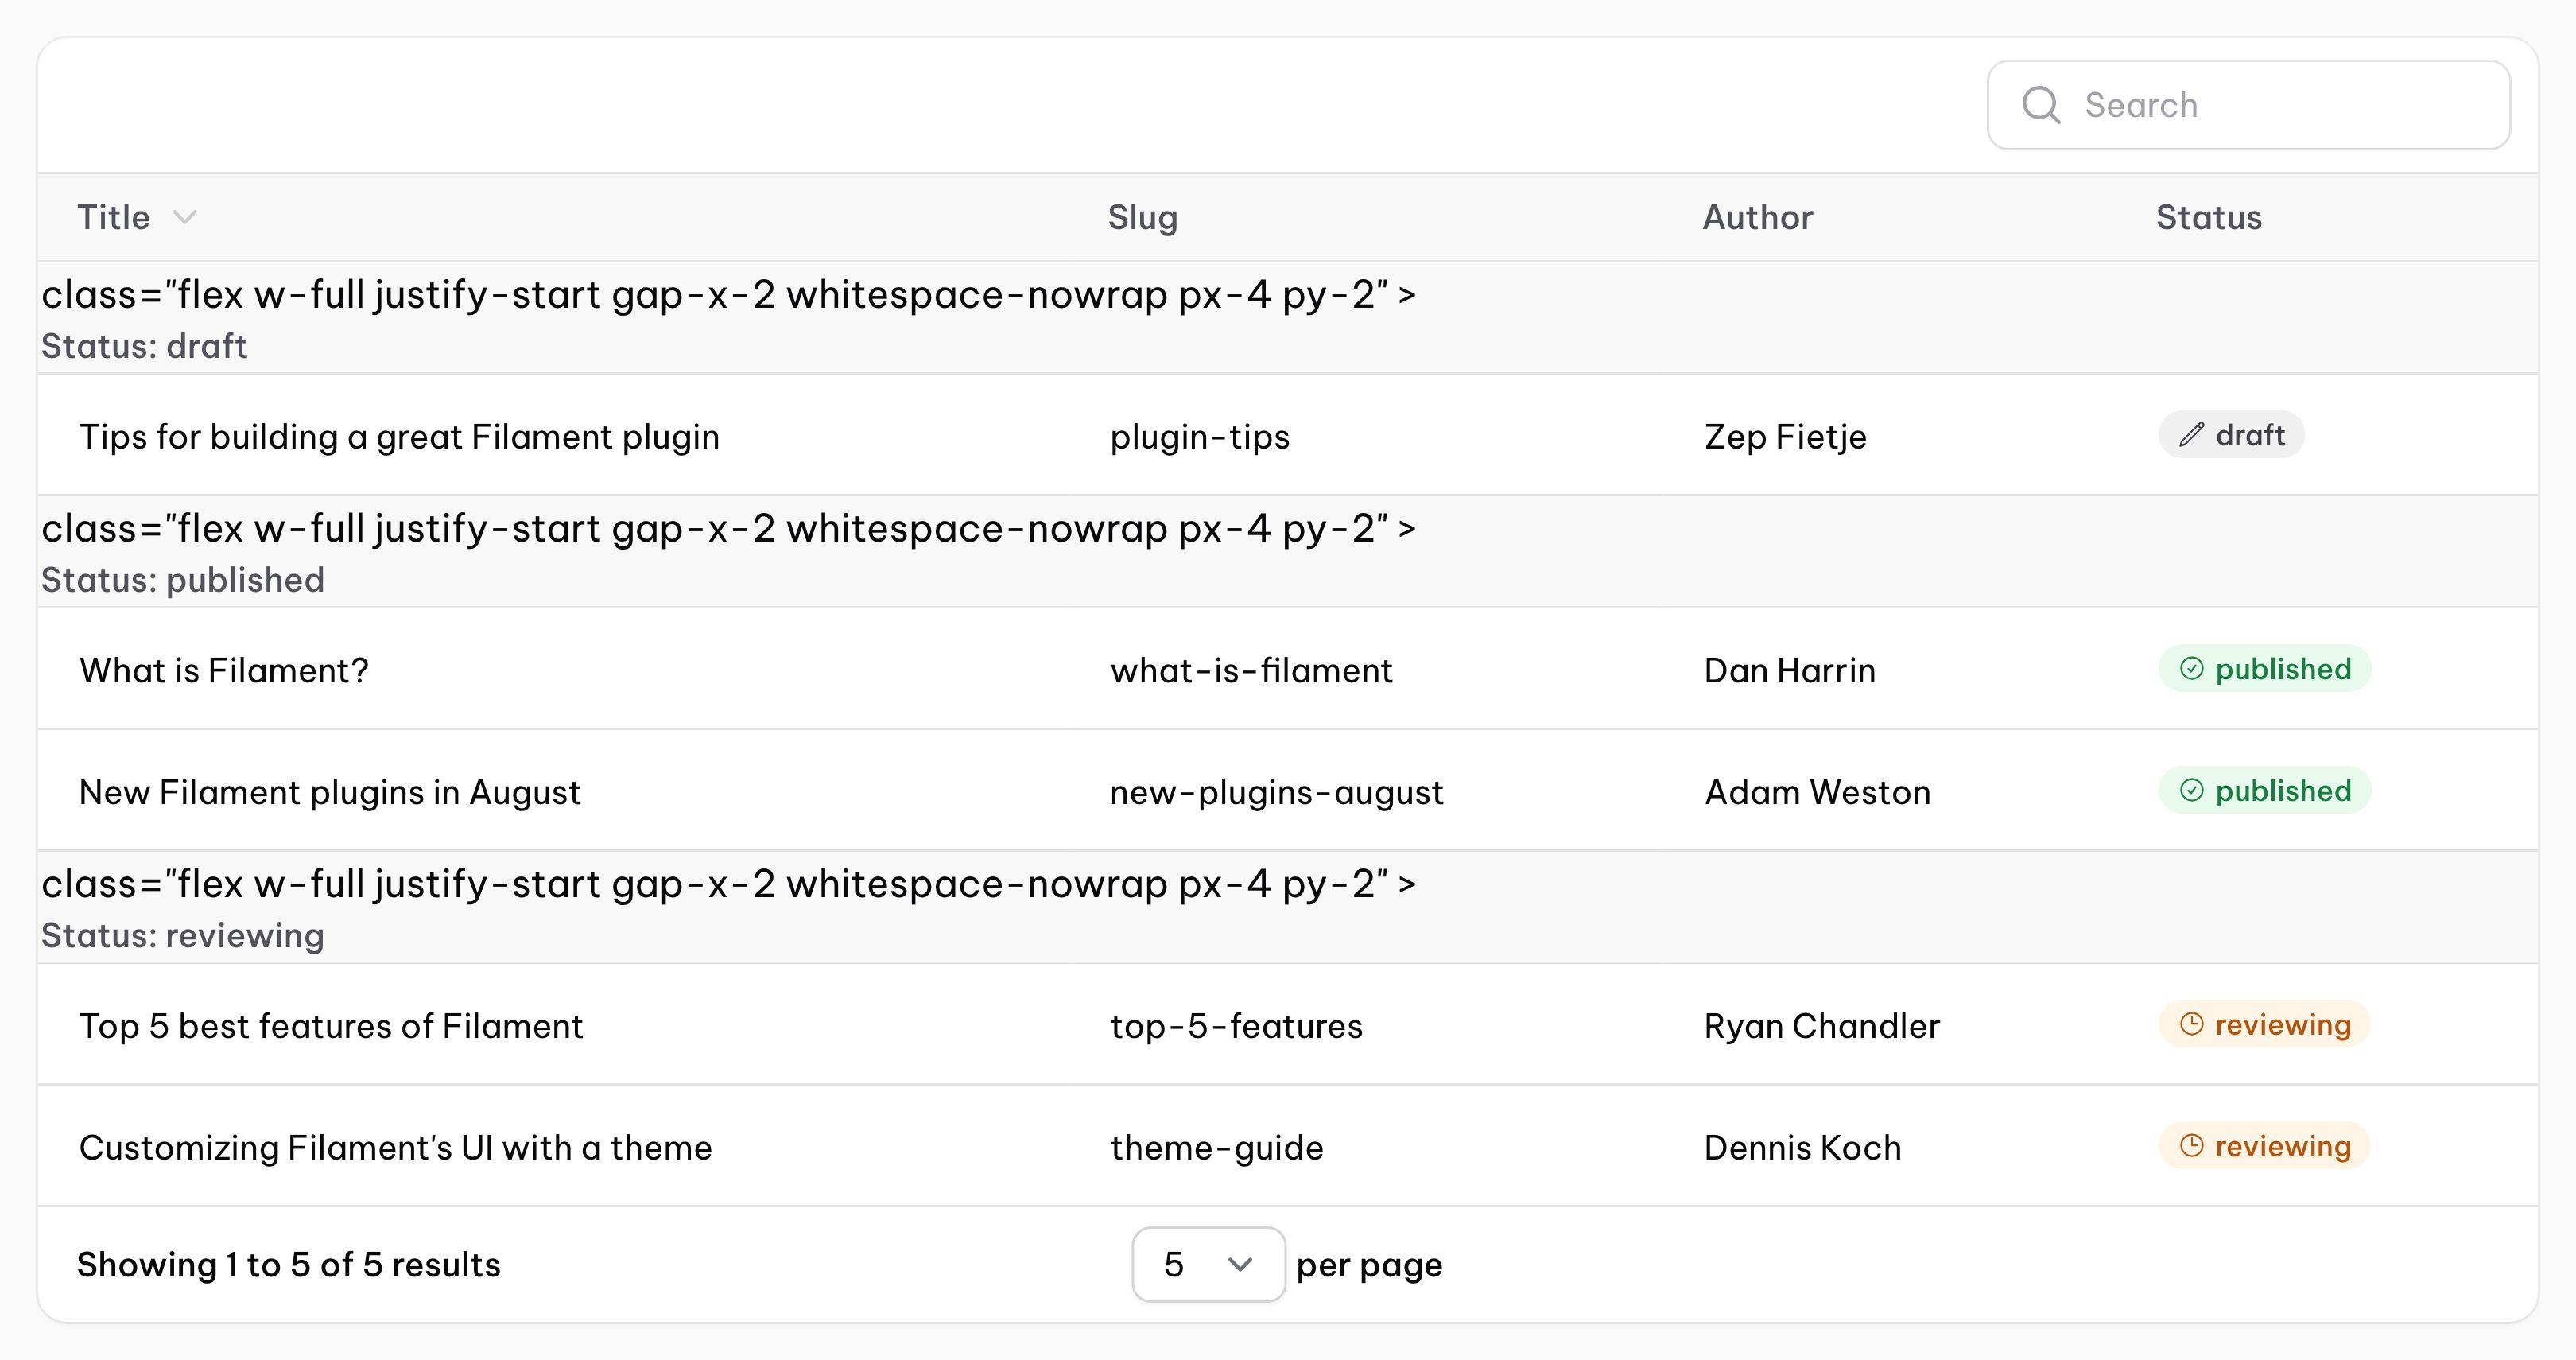 Search
Title Slug Author Status
class="flex w-full justify-start gap-x-2 whitespace-nowrap px-4 py-2" >
Status: draft
Tips for building a great Filament plugin plugin-tips Zep Fietje draft
class="flex w-full justify-start gap-x-2 whitespace-nowrap px-4 py-2" >
Status: published
What is Filament? what-is-filament Dan Harrin published
New Filament plugins in August new-plugins-august Adam Weston published
class="flex w-full justify-start gap-x-2 whitespace-nowrap px-4 py-2" >
Status: reviewing
Top 5 best features of Filament top-5-features Ryan Chandler reviewing
Customizing Filament's UI with a theme theme-guide Dennis Koch reviewing
Showing 1 to 5 of 5 results 5 per page